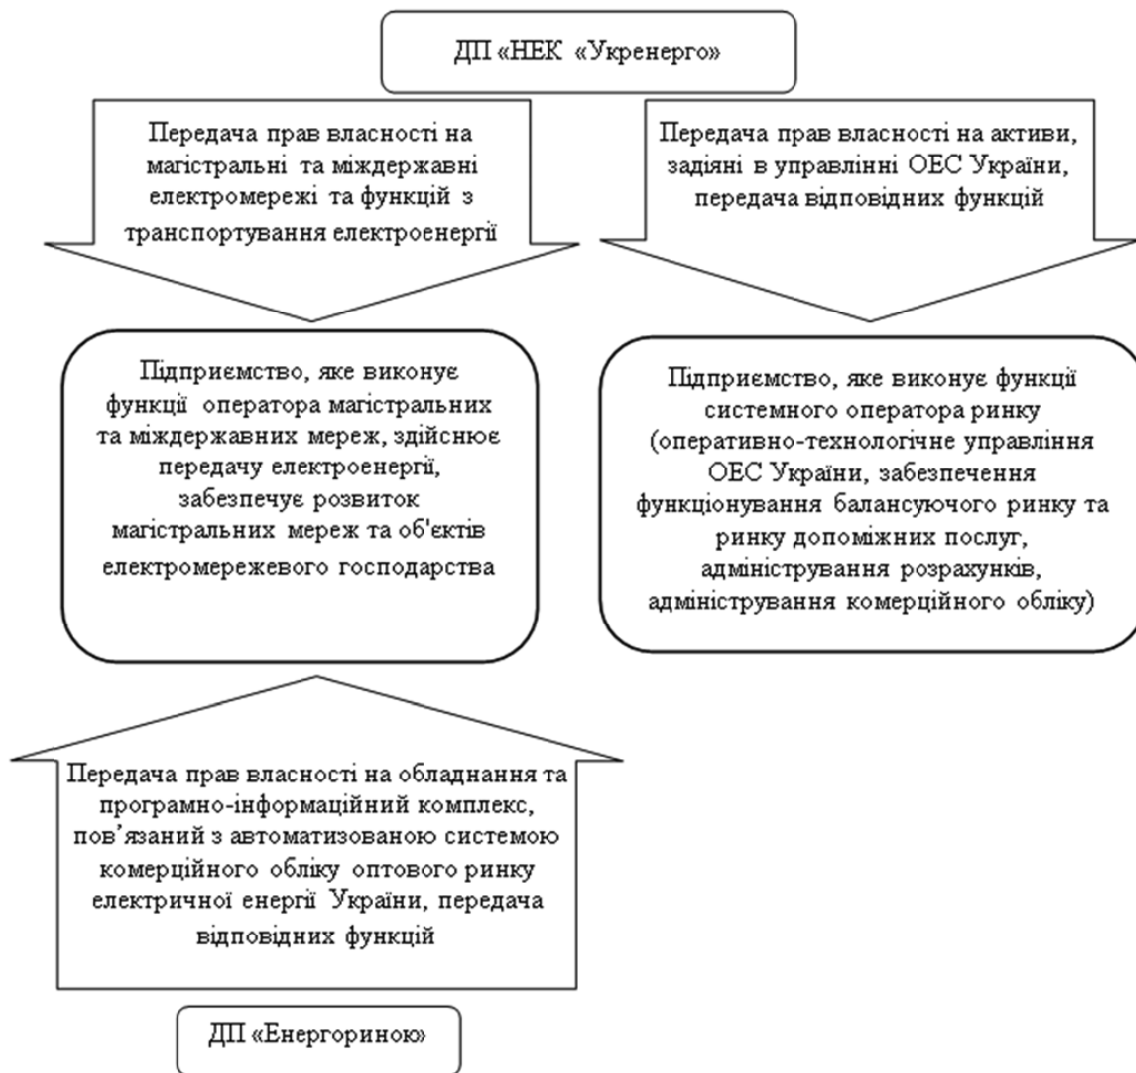 ДП «НЕК «Укренерго»
Передача прав власності на
магістральні та міждержавні
електромережі та функцій з
транспортування електроенергії
Передача прав власності на активи,
задіяні в управлінні ОЕС України,
передача відповідних функцій
Підприємство, яке виконує
функції оператора магістральних
та міждержавних мереж, здійснює
передачу електроенергії,
забезпечує розвиток
магістральних мереж та об'єктів
електромережевого господарства
Підприємство, яке виконує функції
системного оператора ринку
(оперативно-технологічне управління
ОЕС України, забезпечення
функціонування балансуючого ринку та
ринку допоміжних послуг,
адміністрування розрахунків,
адміністрування комерційного обліку)
Передача прав власності на обладнання та
програмно-інформаційний комплекс,
пов’язаний з автоматизованою системою
комерційного обліку оптового ринку
електричної енергії України, передача
відповідних функцій
ДП «Енергориною»